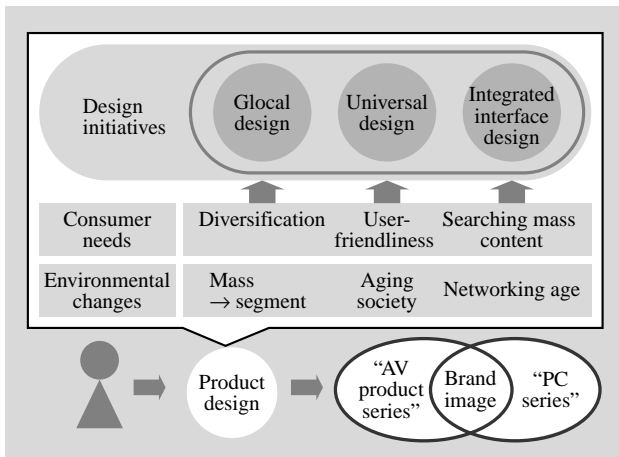 Design
initiatives
Glocal
design
Universal
design
Integrated
interface
design
Consumer
needs
Diversification
User-
friendliness
Searching mass
content
Environmental
changes
Mass
→ segment
Aging
society
Networking age
Product
design
“AV
product
series”
Brand
image
“PC
series”